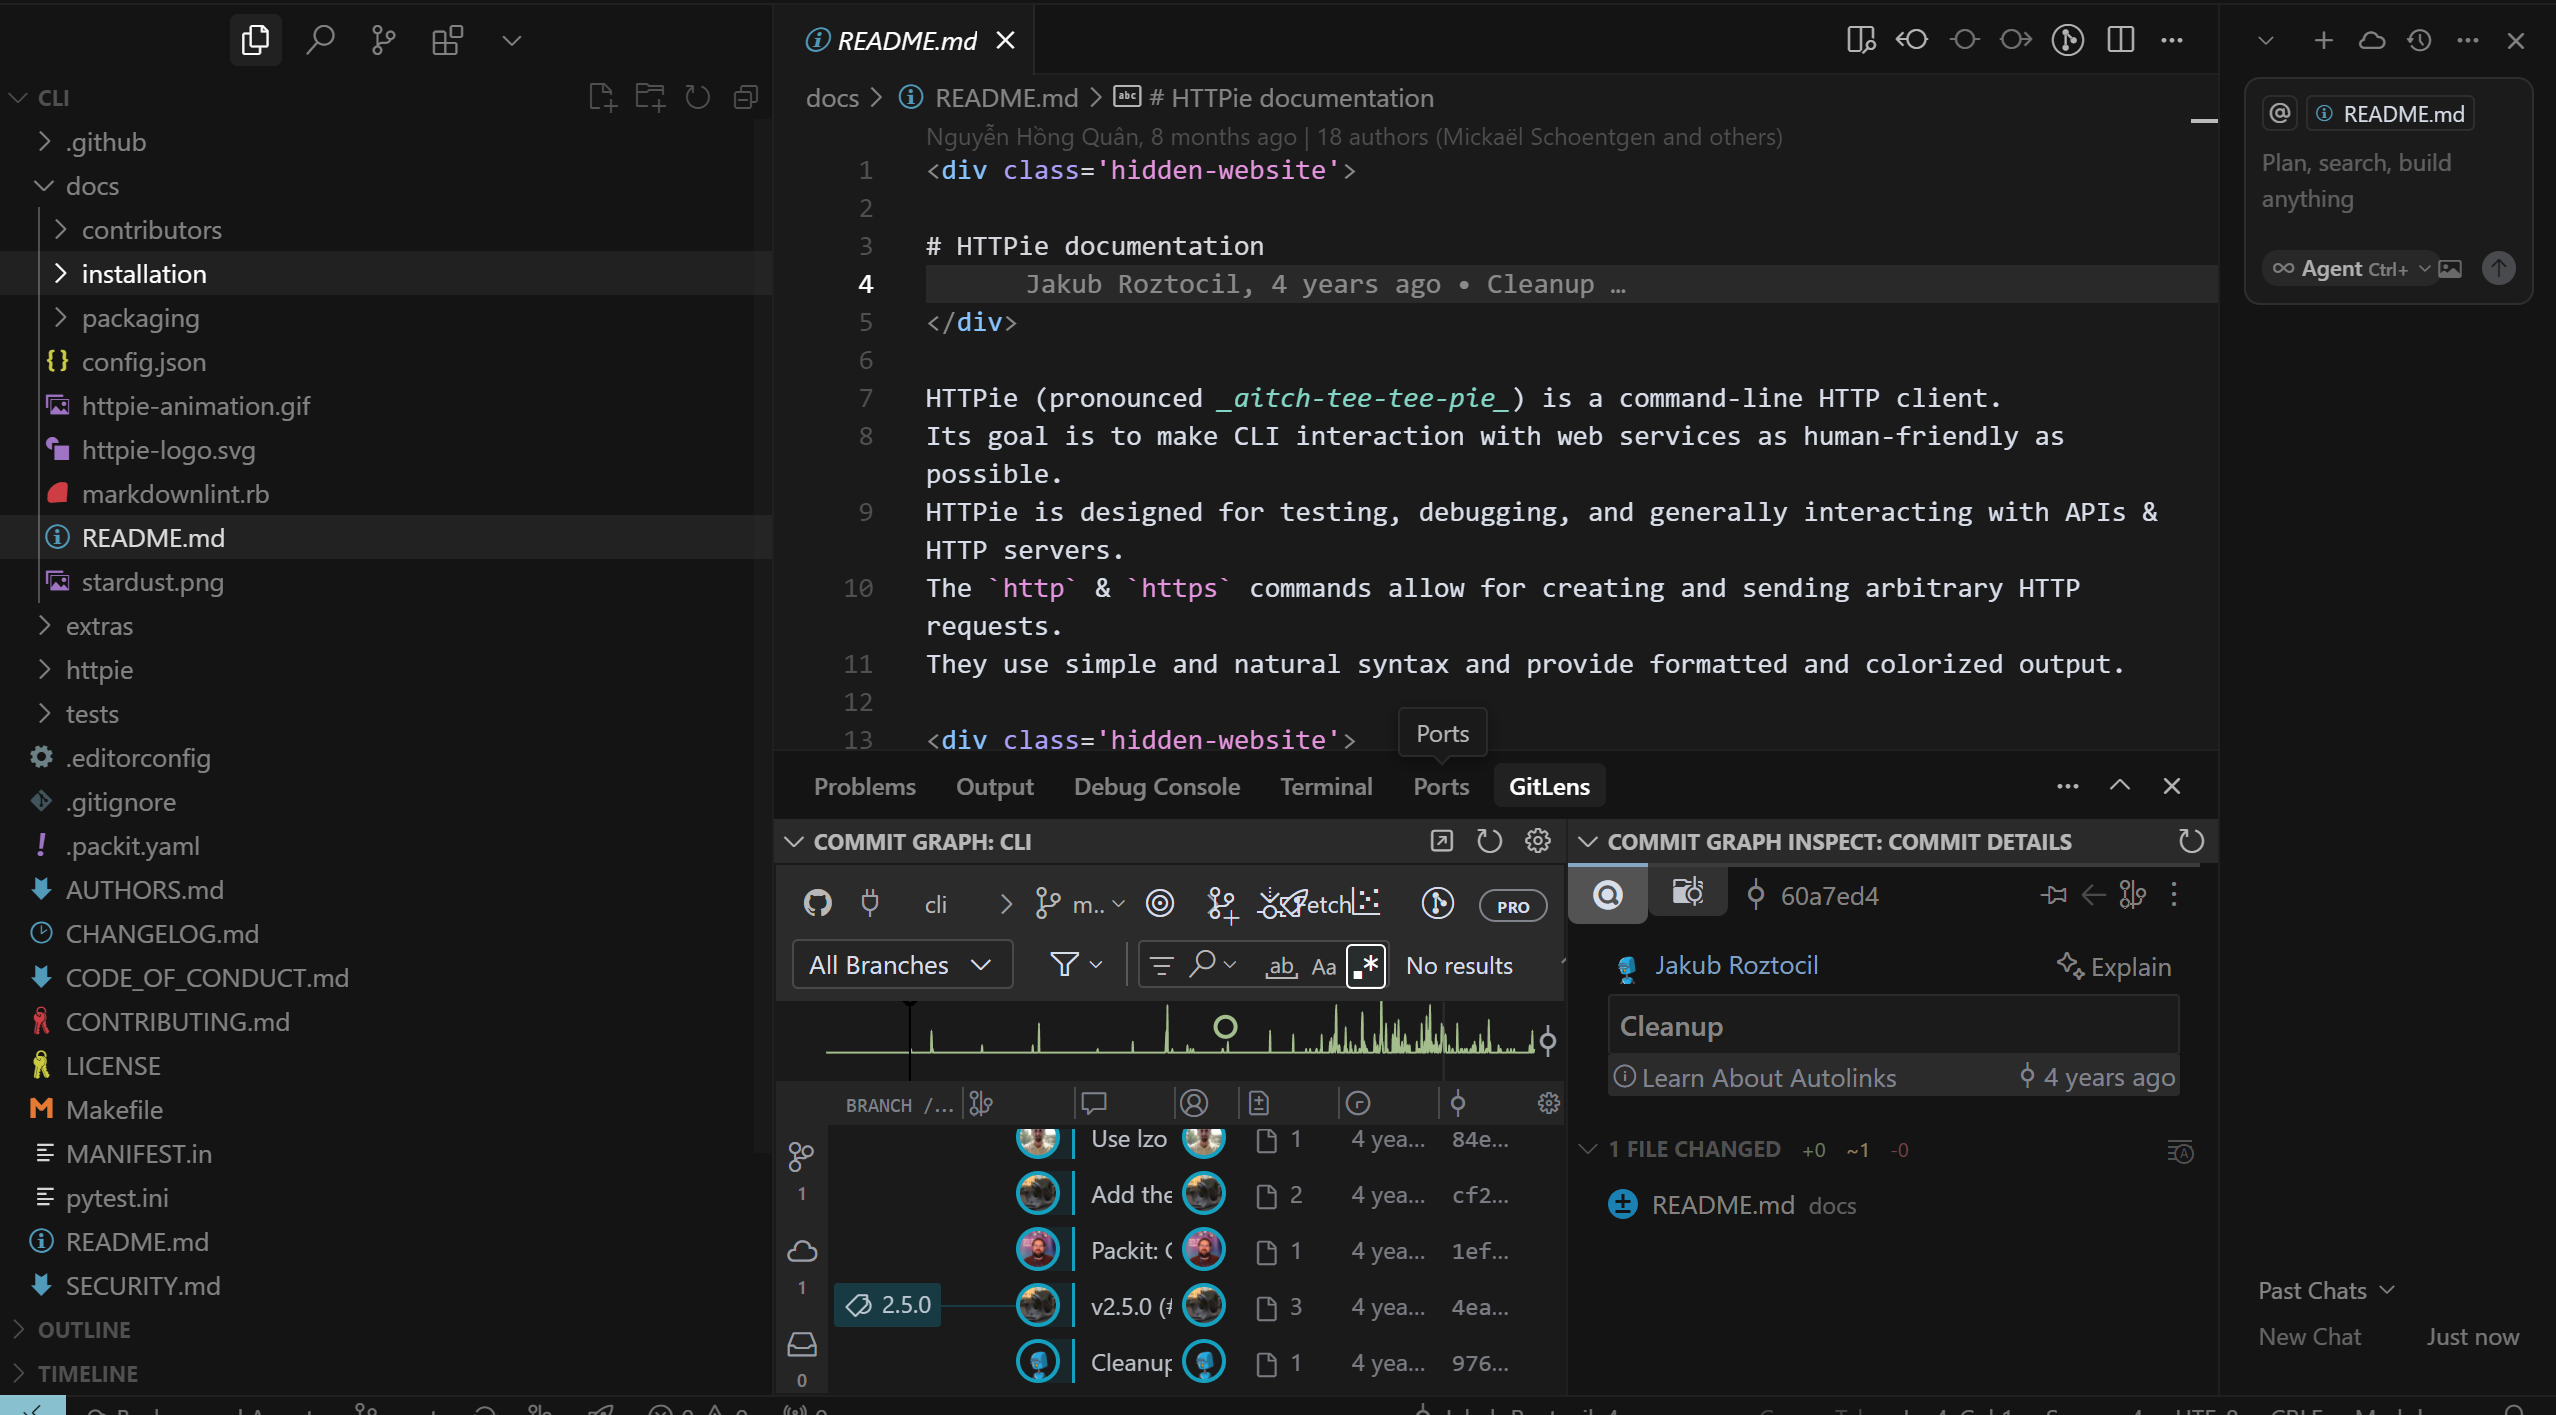 CLI
.github
docs
contributors
installation
packaging
config.json
httpie-animation.gif
httpie-logo.svg
markdownlint.rb
README.md
stardust.png
extras
httpie
tests
.editorconfig
.gitignore
.packit.yaml
AUTHORS.md
CHANGELOG.md
CODE_OF_CONDUCT.md
CONTRIBUTING.md
LICENSE
Makefile
MANIFEST.in
pytest.ini
README.md
SECURITY.md
OUTLINE
TIMELINE
README.md
docs > README.md > # HTTPie documentation
Nguyễn Hồng Quân, 8 months ago | 18 authors (Mickaël Schoentgen and others)
1 <div class='hidden-website'>
2
3 # HTTPie documentation
4 Jakub Roztocil, 4 years ago • Cleanup …
5 </div>
6
7 HTTPie (pronounced _aitch-tee-tee-pie_) is a command-line HTTP client.
8 Its goal is to make CLI interaction with web services as human-friendly as
possible.
9 HTTPie is designed for testing, debugging, and generally interacting with APIs &
HTTP servers.
10 The `http` & `https` commands allow for creating and sending arbitrary HTTP
requests.
11 They use simple and natural syntax and provide formatted and colorized output.
12
13 <div class='hidden-website'>
Ports
Problems Output Debug Console Terminal Ports GitLens
COMMIT GRAPH: CLI
cli m.. Fetch PRO
All Branches ab Aa No results
BRANCH /...
Use lzo 1 4 yea... 84e...
Add the 2 4 yea... cf2...
Packit: 1 4 yea... 1ef...
2.5.0 v2.5.0 (# 3 4 yea... 4ea...
Cleanup 1 4 yea... 976...
1
1
0
COMMIT GRAPH INSPECT: COMMIT DETAILS
60a7ed4
Jakub Roztocil Explain
Cleanup
Learn About Autolinks 4 years ago
1 FILE CHANGED +0 ~1 -0
README.md docs
@ README.md
Plan, search, build
anything
Agent Ctrl+
Past Chats
New Chat Just now